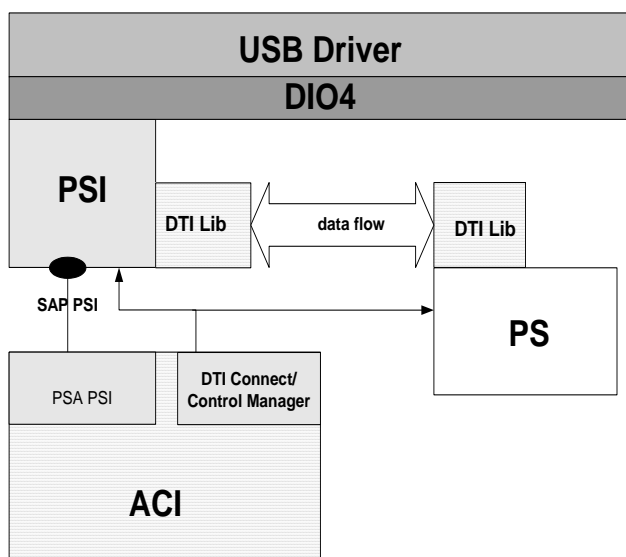 USB Driver
DIO4
PSI
DTI Lib
data flow
DTI Lib
SAP PSI
PS
PSA PSI
DTI Connect/
Control Manager
ACI